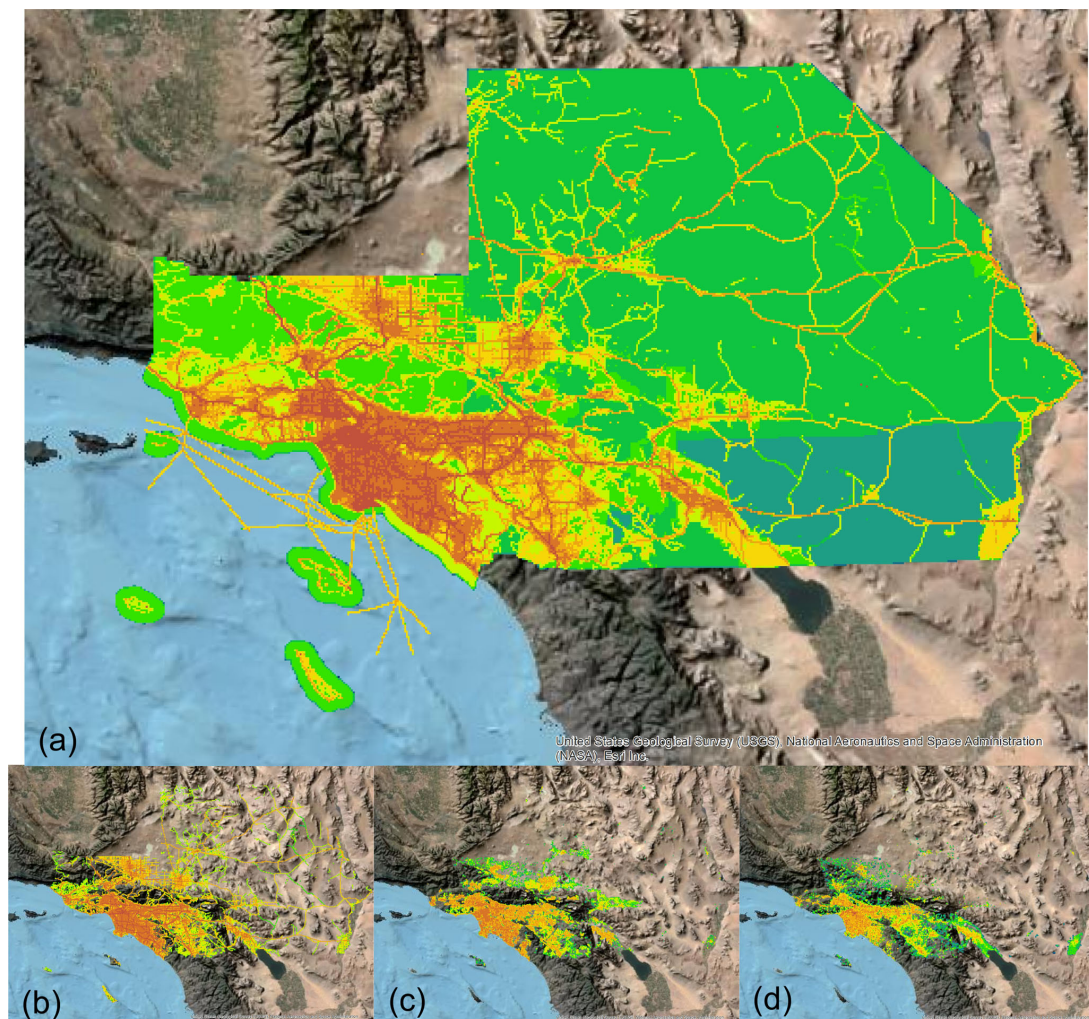 (a)
United States Geological Survey (USGS), National Aeronautics and Space Administration
(NASA), Esri Inc.
(b)
(c)
(d)